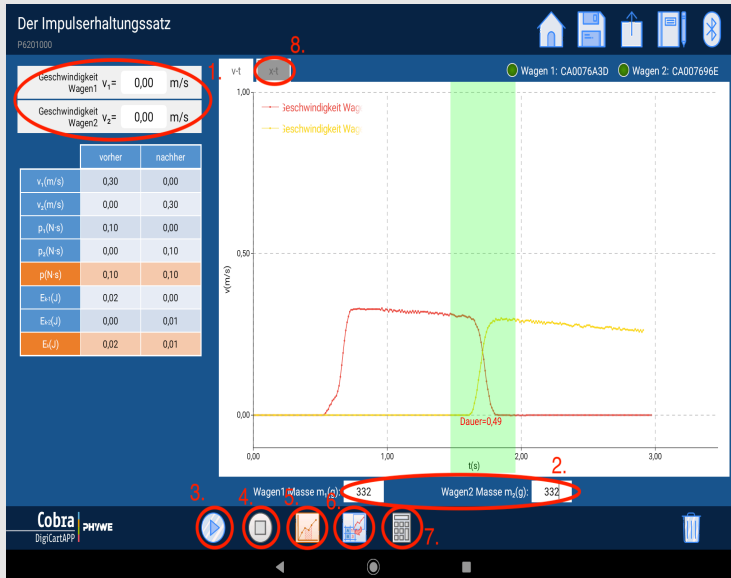 Der Impulserhaltungssatz
P6201000
8.
1.
v-t
x-t
Wagen 1: CA0076A3D
Wagen 2: CA007696E
Geschwindigkeit Wagen1 v₁= 0,00 m/s
Geschwindigkeit Wagen2 v₂= 0,00 m/s
vorher nachher
v₁(m/s) 0,30 0,00
v₂(m/s) 0,00 0,30
p₁(N·s) 0,10 0,00
p₂(N·s) 0,00 0,10
p(N·s) 0,10 0,10
Eₖ₁(J) 0,02 0,00
Eₖ₂(J) 0,00 0,01
Eₖ(J) 0,02 0,01
1,00
Geschwindigkeit Wag
Geschwindigkeit Wag
0,50
v(m/s)
0,00
Dauer=0,49
0,00 1,00 2,00 3,00
t(s)
2.
Wagen1 Masse m₁(g): 332
Wagen2 Masse m₂(g): 332
3.
4.
5.
6.
7.
Cobra DigiCartAPP
PHYWE